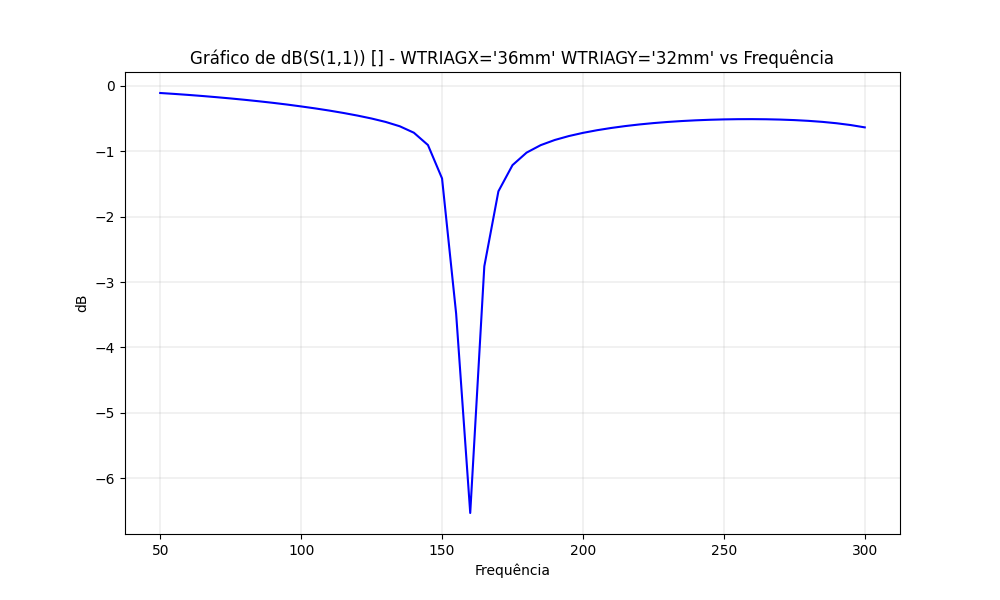 Gráfico de dB(S(1,1)) [] - WTRIAGX='36mm' WTRIAGY='32mm' vs Frequência
0
−1
−2
−3
−4
−5
−6
dB
50 100 150 200 250 300
Frequência